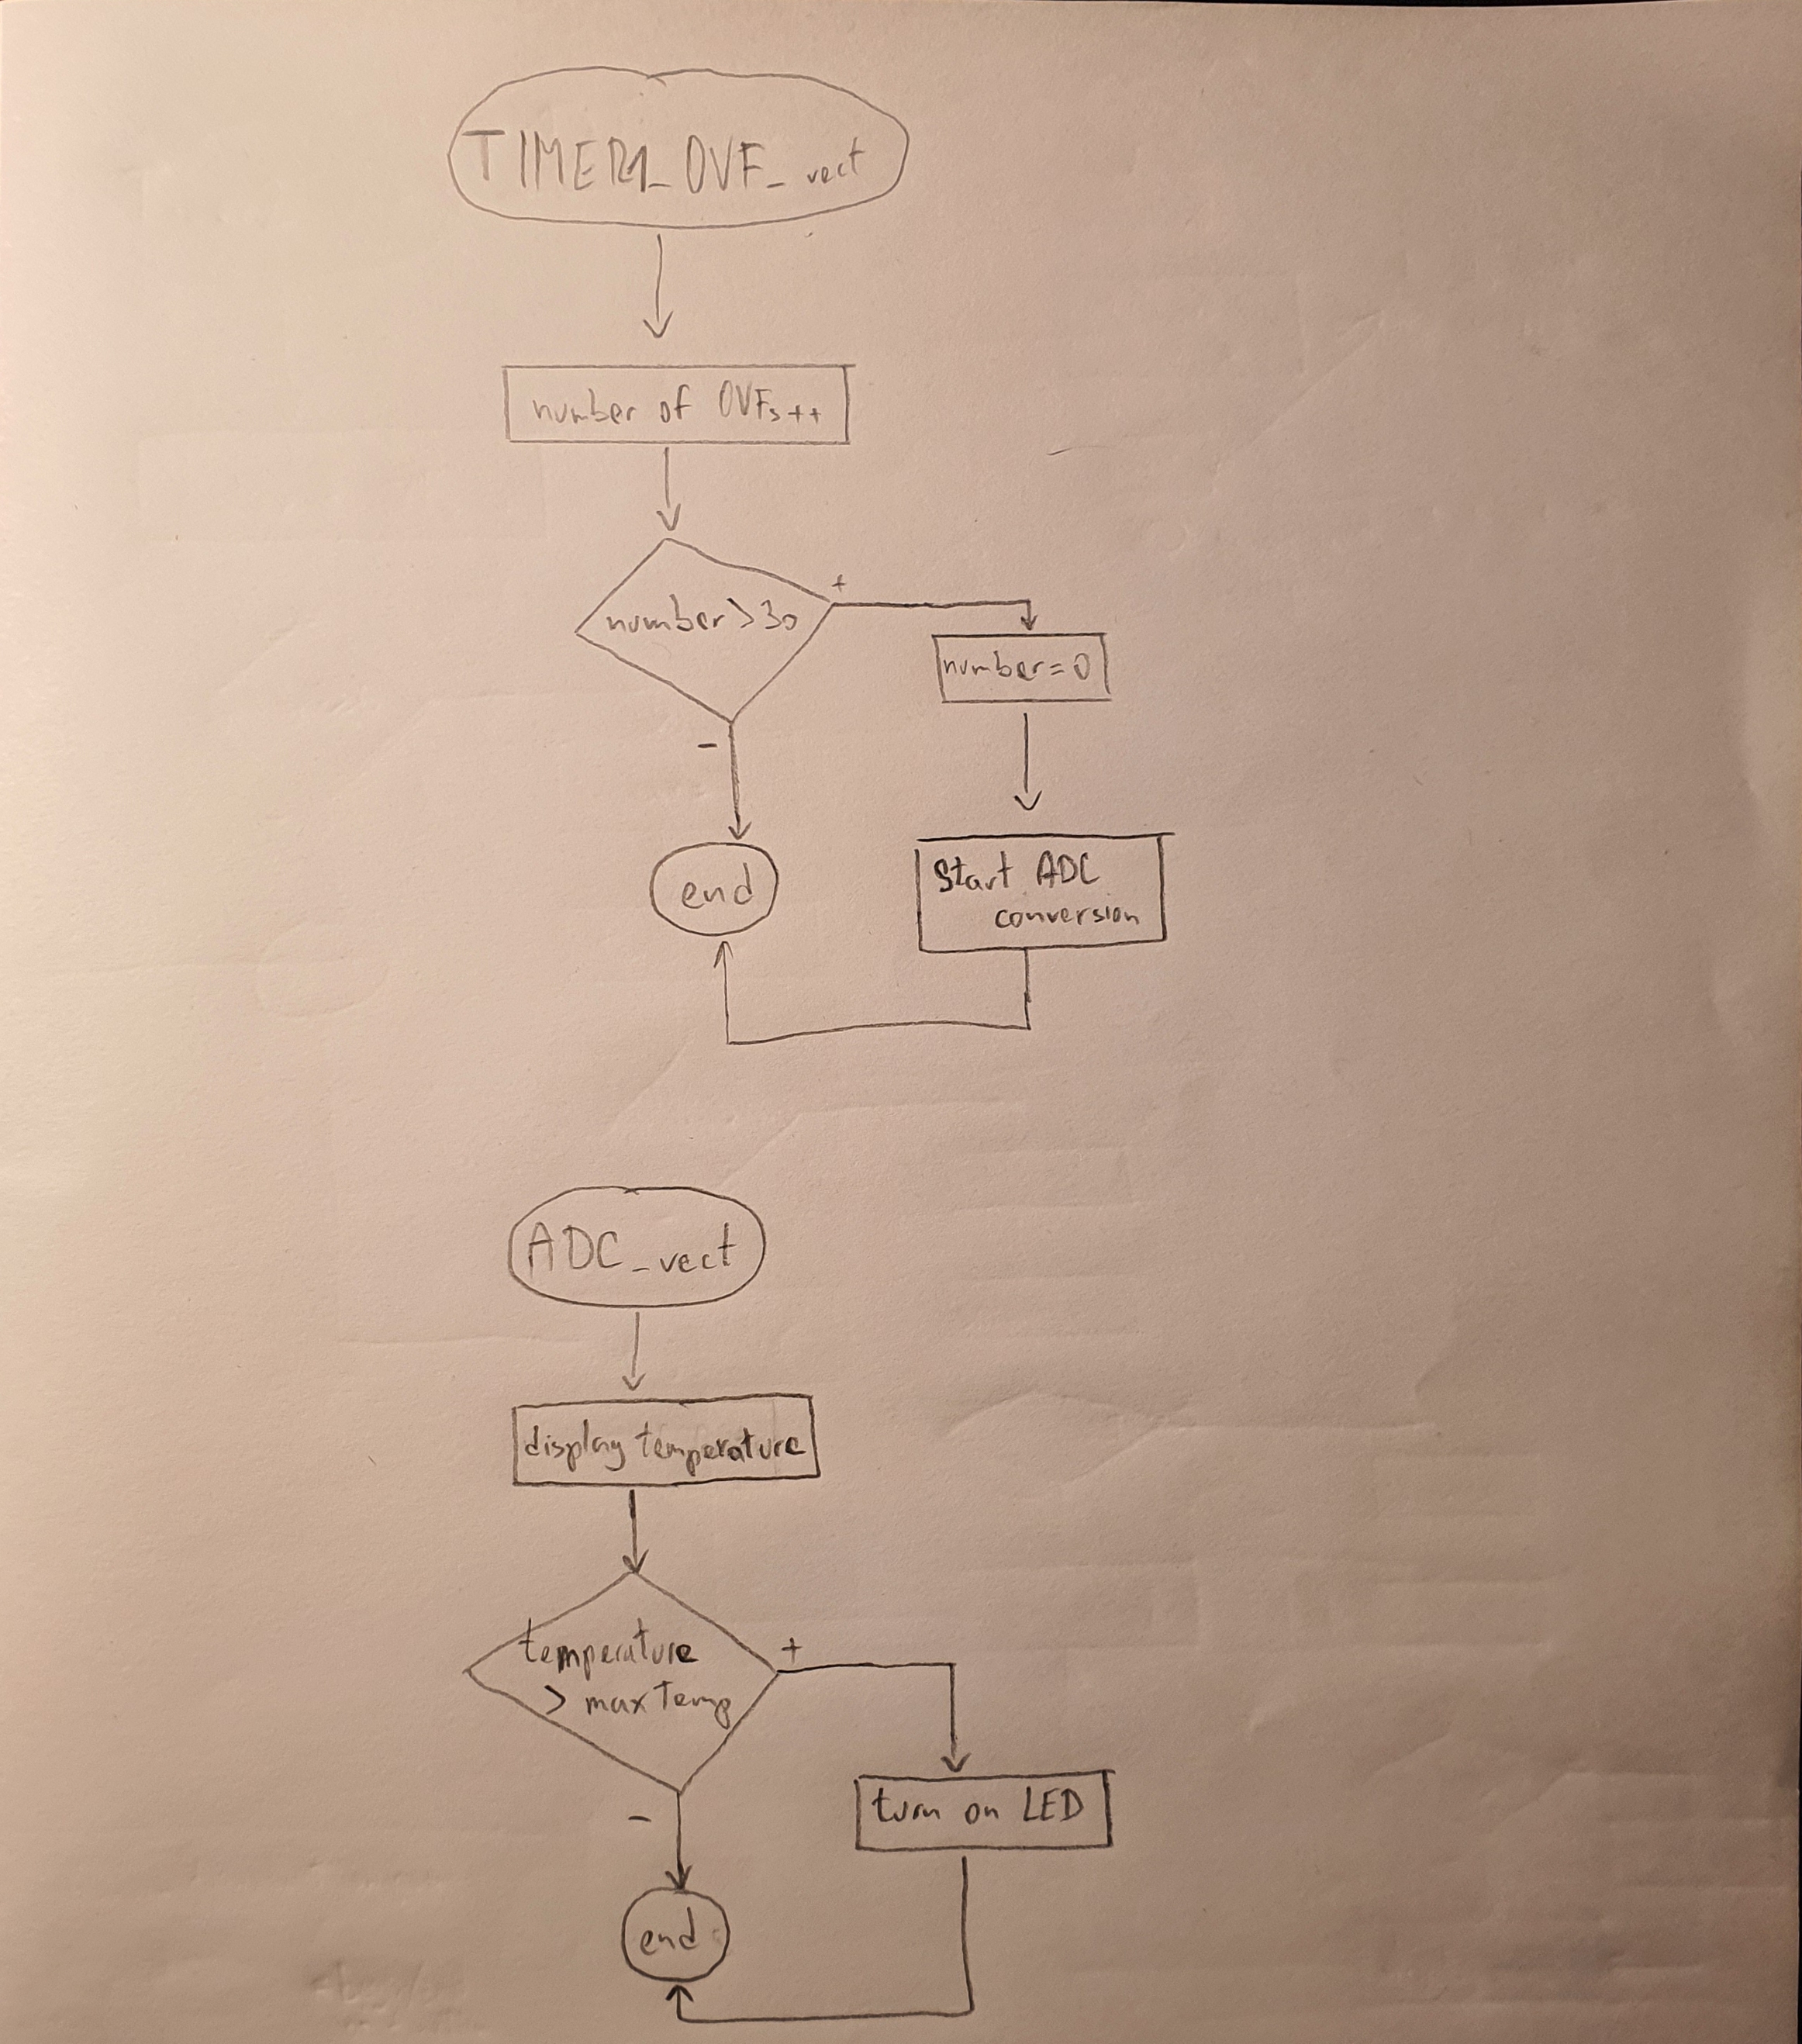 TIMER1_OVF_vect
number of OVFs++
number>30
+
number=0
-
end
Start ADC
conversion
ADC_vect
display temperature
temperature
> maxTemp
+
turn on LED
-
end